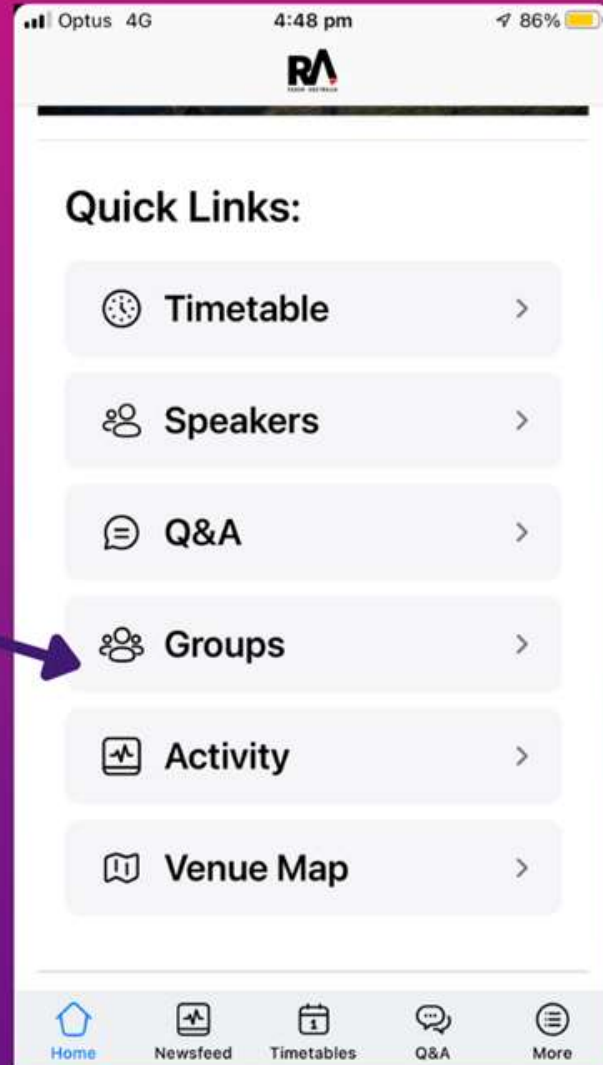 Optus 4G 4:48 pm 86%
RA
Quick Links:
Timetable
Speakers
Q&A
Groups
Activity
Venue Map
1
Home Newsfeed Timetables Q&A More